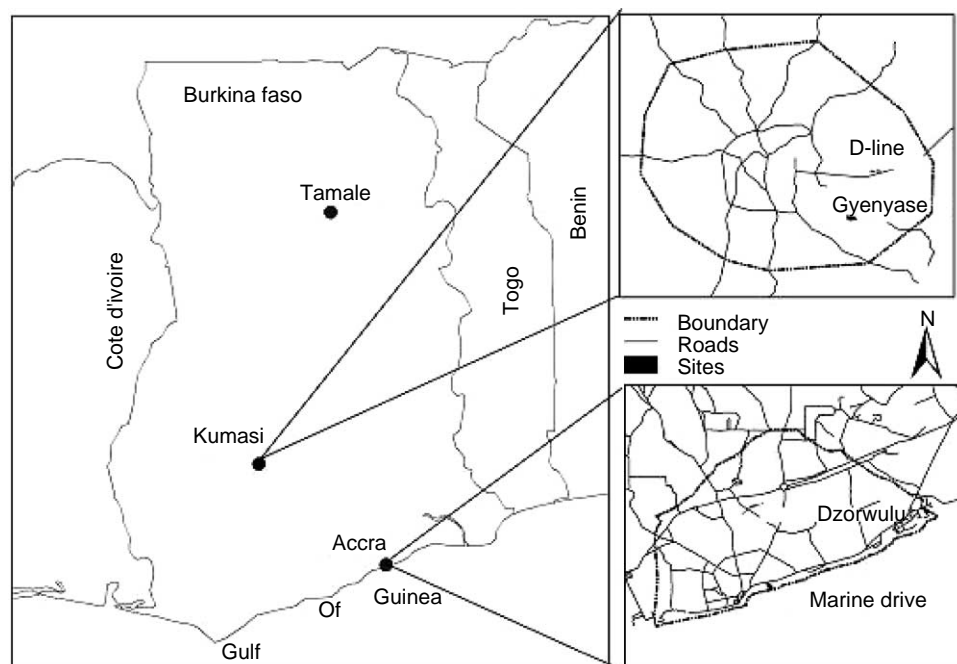 Burkina faso
Tamale
Cote d'ivoire
Togo
Benin
Kumasi
Accra
Gulf
Of
Guinea
D-line
Gyenyase
Boundary
Roads
Sites
N
Dzorwulu
Marine drive